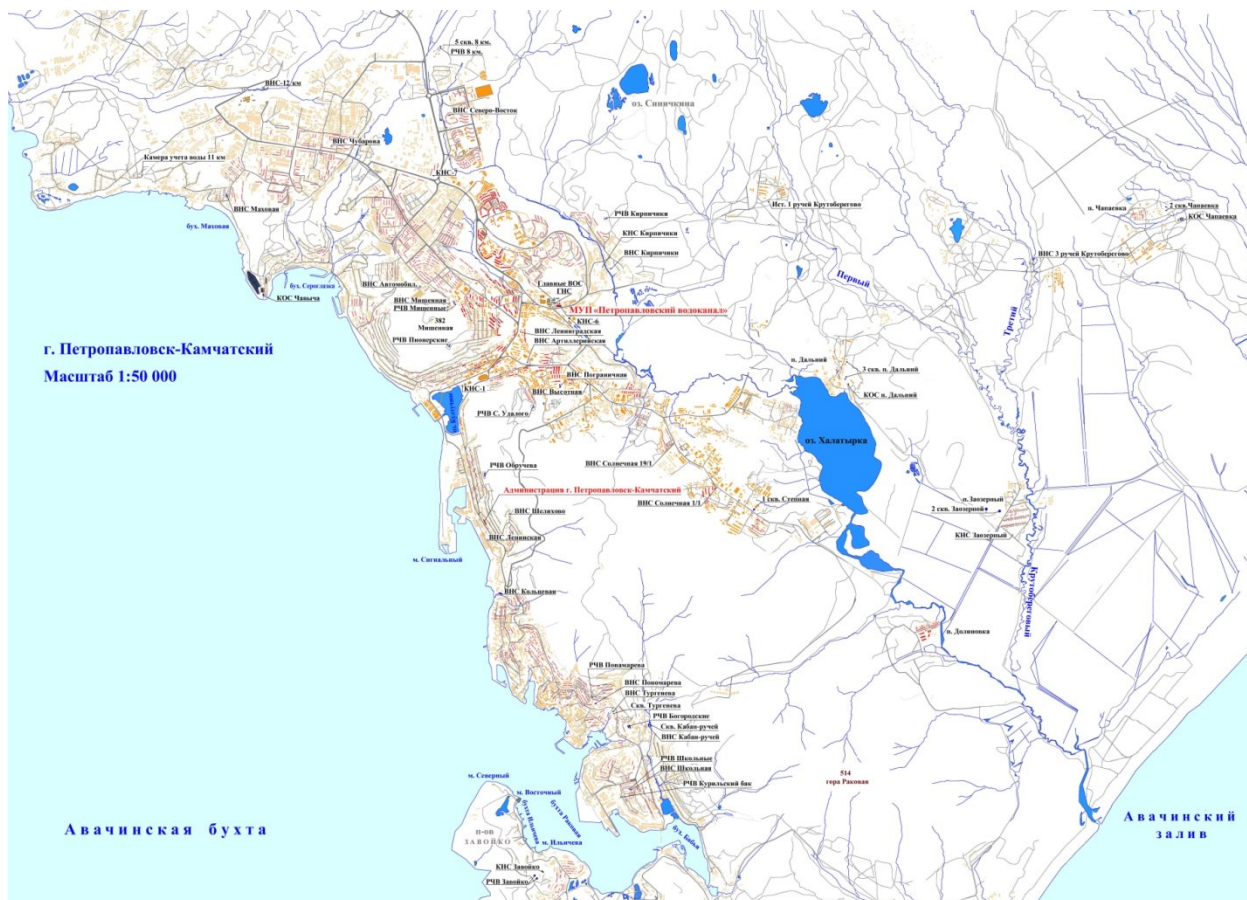 5 скв. 8 км.
РЧВ 8 км.
ВНС-12 км
оз. Синичкина
ВНС Северо-Восток
ВНС Чубарова
Камера учета воды 11 км
КНС-7
ВНС Маховая
бух. Маховая
Ист. 1 ручей Крутоберегово
п. Чапаевка
2 скв.Чапаевка
КОС Чапаевка
РЧВ Кирпичики
КНС Кирпичики
ВНС Кирпичики
ВНС 3 ручей Крутоберегово
Первый
Третий
бух. Сероглазка
КОС Чавыча
ВНС Автомобил.
Главные ВОС
ГНС
ВНС Мишенная
РЧВ Мишенные
МУП «Петропавловский водоканал»
КНС-6
382
Мишенная
ВНС Ленинградская
ВНС Артиллерийская
РЧВ Пионерские
г. Петропавловск-Камчатский
Масштаб 1:50 000
п. Дальний
3 скв. п. Дальний
КОС п. Дальний
ВНС Пограничная
КНС-1
ВНС Высотная
РЧВ С. Удалого
оз. Халатырка
ВНС Солнечная 19/1
РЧВ Обручева
Администрация г. Петропавловск-Камчатский
ВНС Солнечная 1/1
1 скв. Степная
п. Заозерный
2 скв. Заозерной
КНС Заозерный
ВНС Шелихово
ВНС Ленинская
м. Сигнальный
Крутобереговый
ВНС Кольцевая
п. Долиновка
РЧВ Пономарева
ВНС Пономарева
ВНС Тургенева
Скв. Тургенева
РЧВ Богородские
Скв. Кабан-ручей
ВНС Кабан-ручей
РЧВ Школьные
ВНС Школьная
РЧВ Курильский бак
514
гора Раковая
м. Северный
м. Восточный
бухта Ильичева
бухта Раковая
м. Ильичева
бух. Бабья
Авачинская бухта
Авачинский
залив
п-ов
ЗАВОЙКО
КНС Завойко
РЧВ Завойко